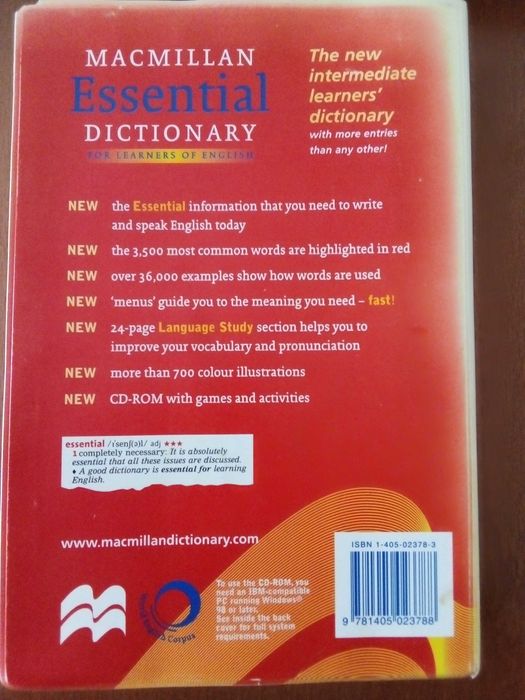 MACMILLAN
Essential
DICTIONARY
FOR LEARNERS OF ENGLISH
The new
intermediate
learners'
dictionary
with more entries
than any other!
NEW the Essential information that you need to write
and speak English today
NEW the 3,500 most common words are highlighted in red
NEW over 36,000 examples show how words are used
NEW 'menus' guide you to the meaning you need – fast!
NEW 24-page Language Study section helps you to
improve your vocabulary and pronunciation
NEW more than 700 colour illustrations
NEW CD-ROM with games and activities
essential /ɪˈsenʃ(ə)l/ adj ★★★
1 completely necessary: It is absolutely
essential that all these issues are discussed.
♦ A good dictionary is essential for learning
English.
www.macmillandictionary.com
World English Corpus
To use the CD-ROM, you
need an IBM-compatible
PC running Windows®
98 or later.
See inside the back
cover for full system
requirements.
ISBN 1-405-02378-3
9 781405 023788